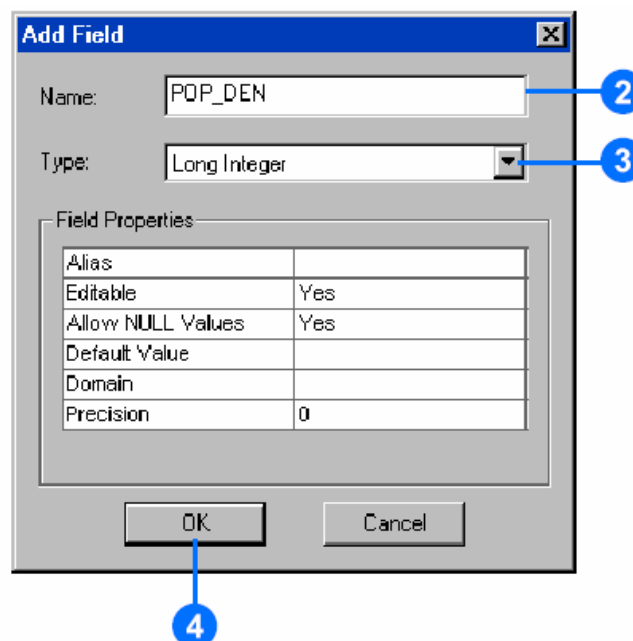 Add Field
Name: POP_DEN 2
Type: Long Integer 3
Field Properties
Alias
Editable Yes
Allow NULL Values Yes
Default Value
Domain
Precision 0
OK Cancel
4